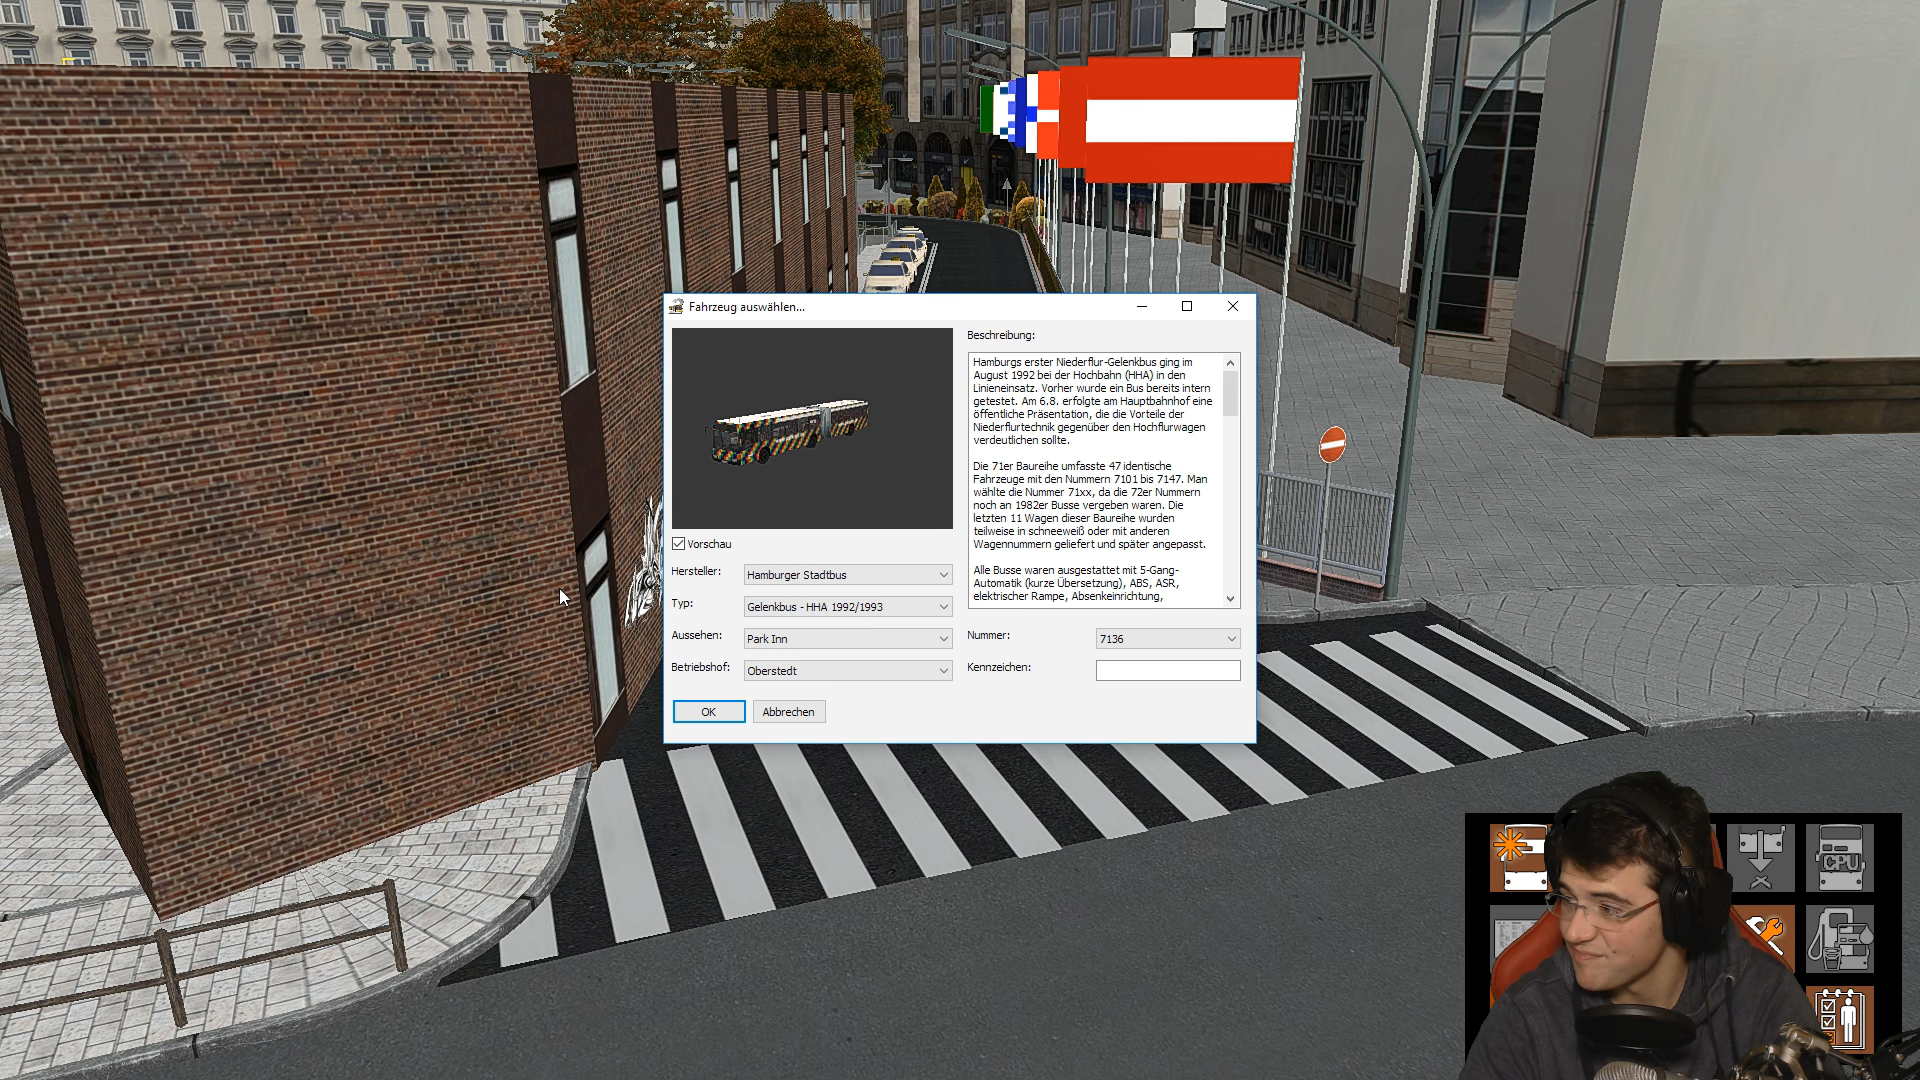 Fahrzeug auswählen...
Beschreibung:
Hamburgs erster Niederflur-Gelenkbus ging im
August 1992 bei der Hochbahn (HHA) in den
Linieneinsatz. Vorher wurde ein Bus bereits intern
getestet. Am 6.8. erfolgte am Hauptbahnhof eine
öffentliche Präsentation, die die Vorteile der
Niederflurtechnik gegenüber den Hochflurwagen
verdeutlichen sollte.
Die 71er Baureihe umfasste 47 identische
Fahrzeuge mit den Nummern 7101 bis 7147. Man
wählte die Nummer 71xx, da die 72er Nummern
noch an 1982er Busse vergeben waren. Die
letzten 11 Wagen dieser Baureihe wurden
teilweise in schneeweiß oder mit anderen
Wagennummern geliefert und später angepasst.
Alle Busse waren ausgestattet mit 5-Gang-
Automatik (kurze Übersetzung), ABS, ASR,
elektrischer Rampe, Absenkeinrichtung,
Vorschau
Hersteller: Hamburger Stadtbus
Typ: Gelenkbus - HHA 1992/1993
Aussehen: Park Inn
Nummer: 7136
Betriebshof: Oberstedt
Kennzeichen:
OK Abbrechen
CPU